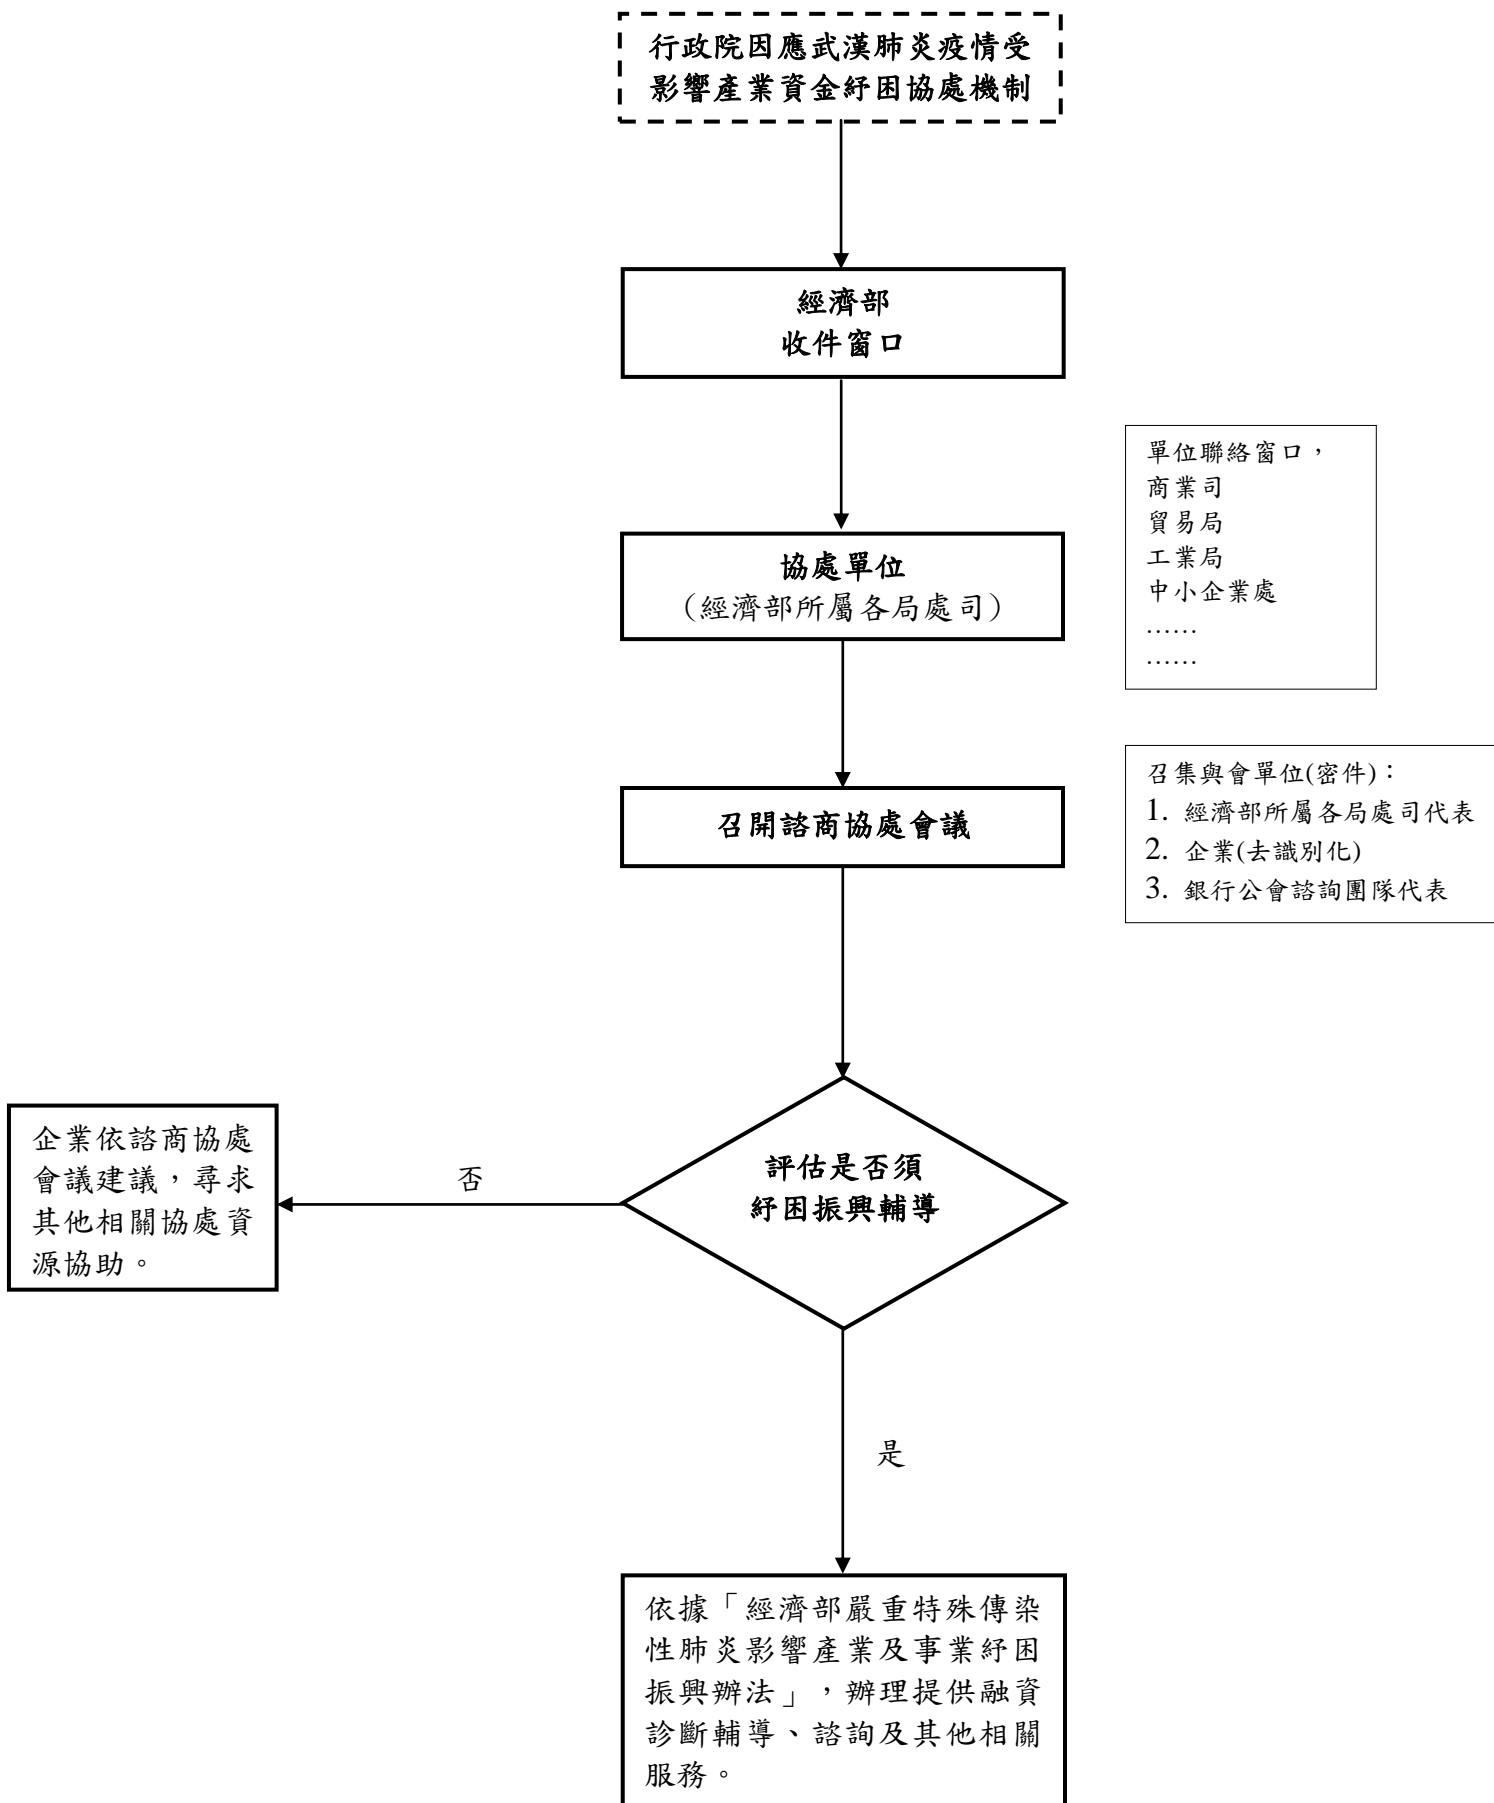 行政院因應武漢肺炎疫情受
影響產業資金紓困協處機制
經濟部
收件窗口
單位聯絡窗口，
商業司
貿易局
工業局
中小企業處
……
……
協處單位
（經濟部所屬各局處司）
召集與會單位(密件)：
1. 經濟部所屬各局處司代表
2. 企業(去識別化)
3. 銀行公會諮詢團隊代表
召開諮商協處會議
評估是否須
紓困振興輔導
否
企業依諮商協處
會議建議，尋求
其他相關協處資
源協助。
是
依據「經濟部嚴重特殊傳染
性肺炎影響產業及事業紓困
振興辦法」，辦理提供融資
診斷輔導、諮詢及其他相關
服務。